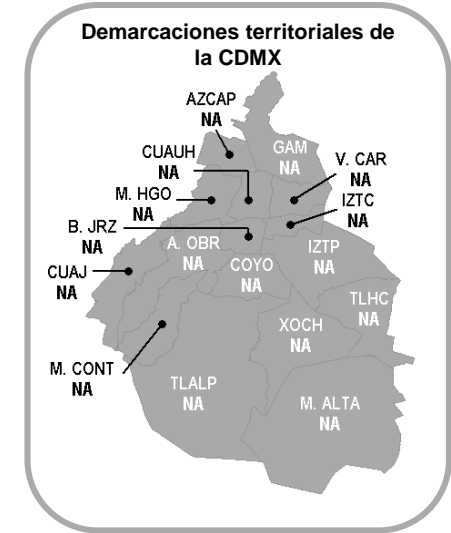 Demarcaciones territoriales de
la CDMX
AZCAP
NA
GAM
NA
CUAUH
NA
V. CAR
NA
M. HGO
NA
IZTC
NA
B. JRZ
NA
A. OBR
NA
IZTP
NA
COYO
NA
CUAJ
NA
TLHC
NA
XOCH
NA
M. CONT
NA
TLALP
NA
M. ALTA
NA